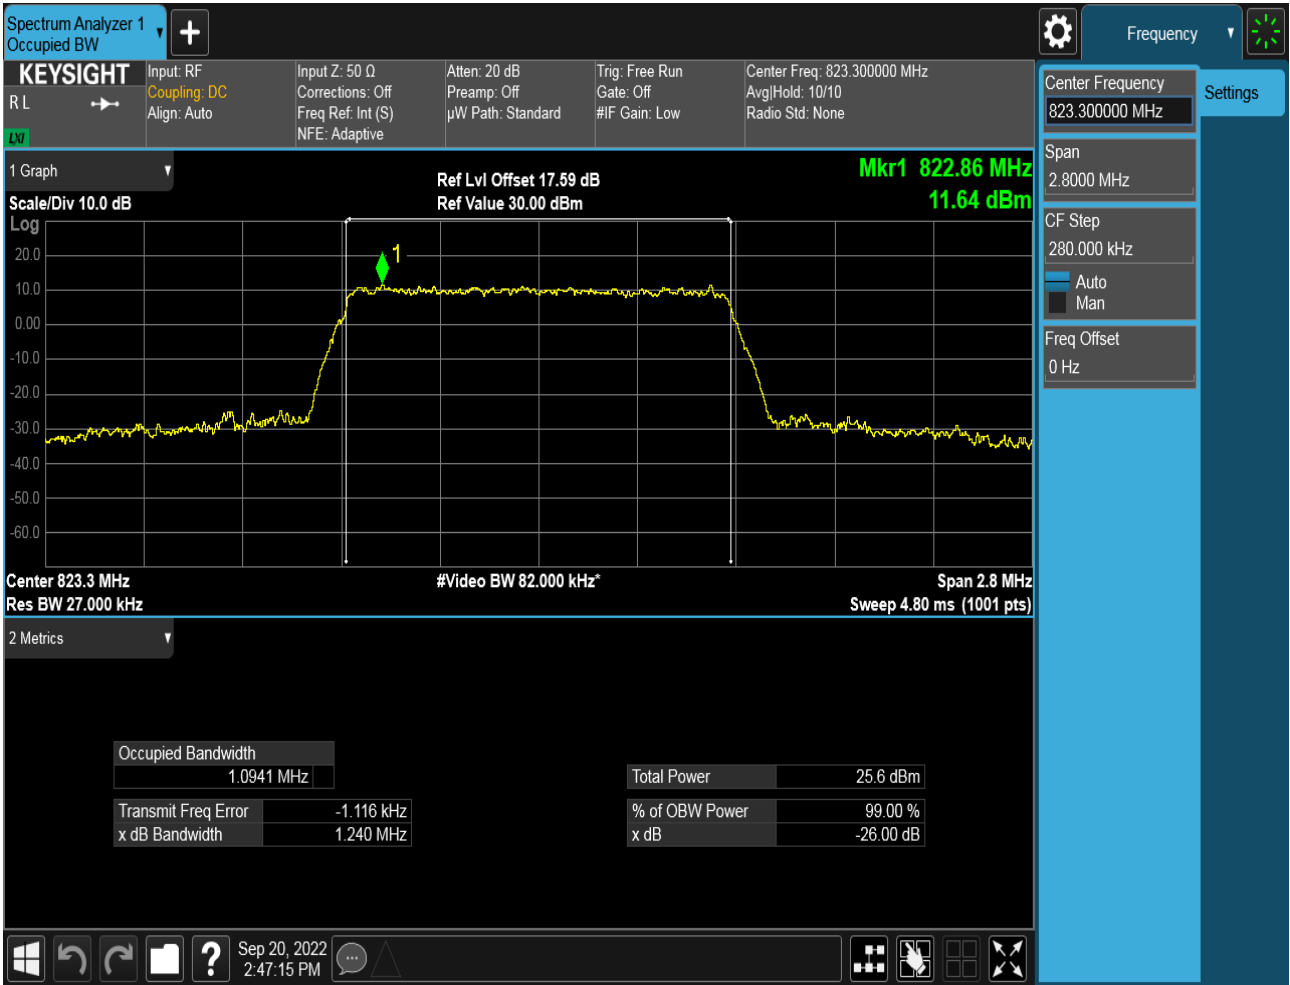 Spectrum Analyzer 1
Occupied BW
Frequency
KEYSIGHT
R L
LXI
Input: RF
Coupling: DC
Align: Auto
Input Z: 50 Ω
Corrections: Off
Freq Ref: Int (S)
NFE: Adaptive
Atten: 20 dB
Preamp: Off
µW Path: Standard
Trig: Free Run
Gate: Off
#IF Gain: Low
Center Freq: 823.300000 MHz
Avg|Hold: 10/10
Radio Std: None
Center Frequency
823.300000 MHz
Settings
Span
2.8000 MHz
CF Step
280.000 kHz
Auto
Man
Freq Offset
0 Hz
1 Graph
Scale/Div 10.0 dB
Ref Lvl Offset 17.59 dB
Ref Value 30.00 dBm
Mkr1 822.86 MHz
11.64 dBm
Log
20.0
10.0
0.00
-10.0
-20.0
-30.0
-40.0
-50.0
-60.0
1
Center 823.3 MHz
Res BW 27.000 kHz
#Video BW 82.000 kHz*
Span 2.8 MHz
Sweep 4.80 ms (1001 pts)
2 Metrics
Occupied Bandwidth
1.0941 MHz
Transmit Freq Error -1.116 kHz
x dB Bandwidth 1.240 MHz
Total Power 25.6 dBm
% of OBW Power 99.00 %
x dB -26.00 dB
?
Sep 20, 2022
2:47:15 PM